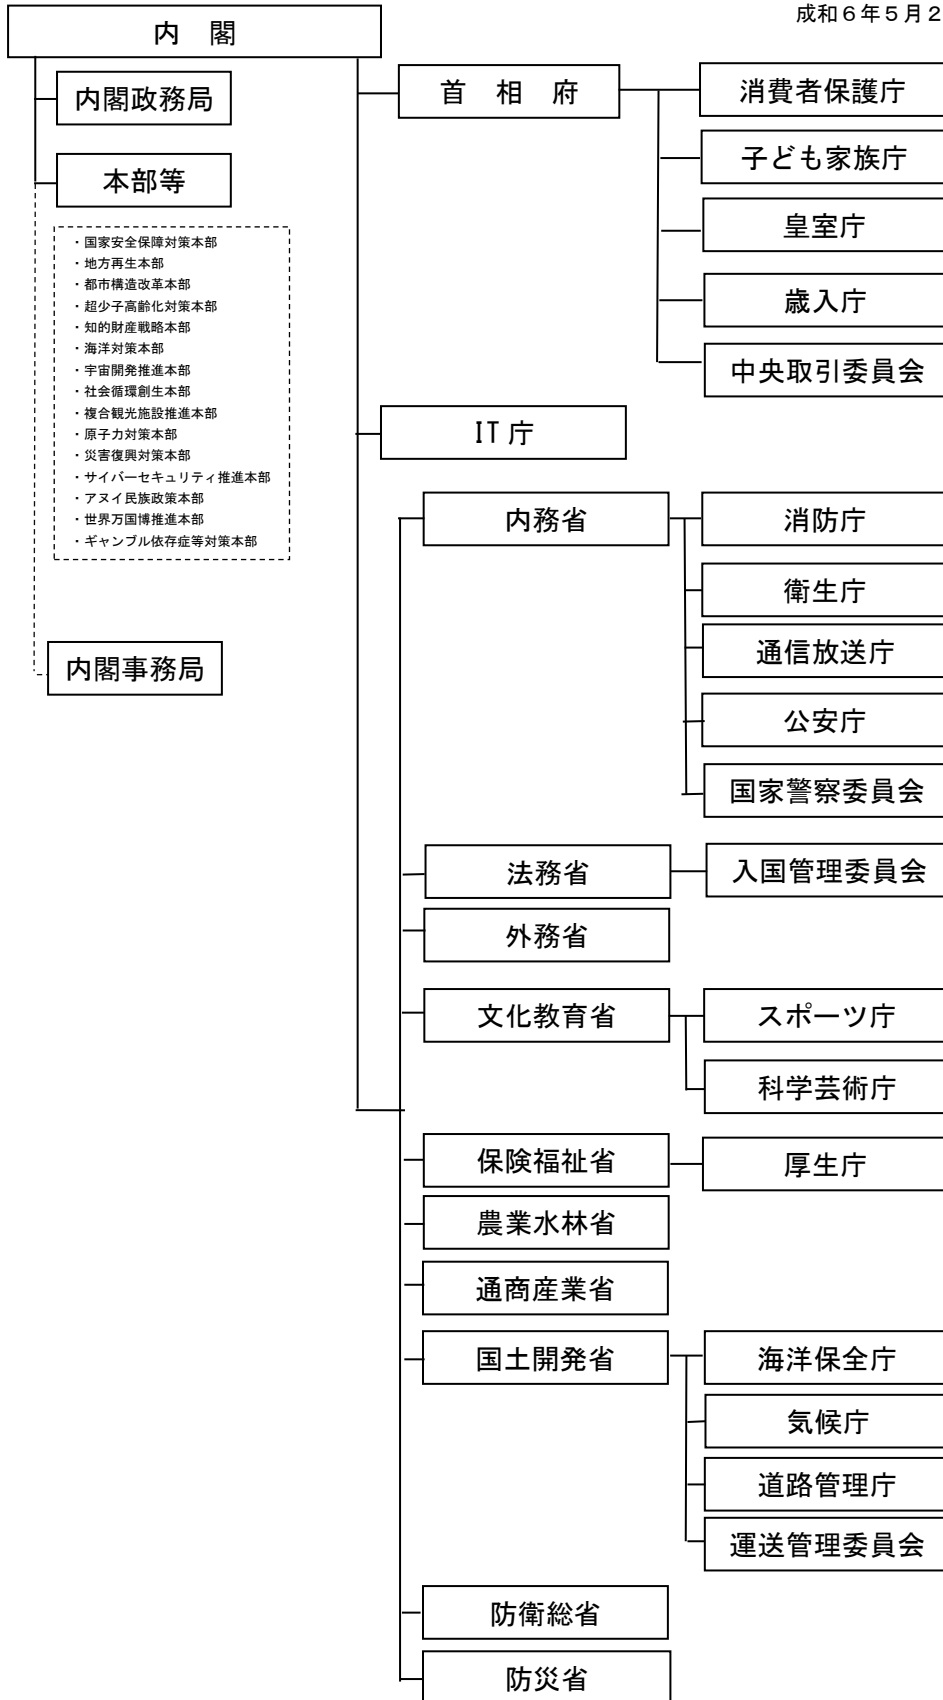 成和６年５月２
内　閣
内閣政務局
本部等
・国家安全保障対策本部
・地方再生本部
・都市構造改革本部
・超少子高齢化対策本部
・知的財産戦略本部
・海洋対策本部
・宇宙開発推進本部
・社会循環創生本部
・複合観光施設推進本部
・原子力対策本部
・災害復興対策本部
・サイバーセキュリティ推進本部
・アヌイ民族政策本部
・世界万国博推進本部
・ギャンブル依存症等対策本部
内閣事務局
首　相　府
消費者保護庁
子ども家族庁
皇室庁
歳入庁
中央取引委員会
IT 庁
内務省
消防庁
衛生庁
通信放送庁
公安庁
国家警察委員会
法務省
入国管理委員会
外務省
文化教育省
スポーツ庁
科学芸術庁
保険福祉省
厚生庁
農業水林省
通商産業省
国土開発省
海洋保全庁
気候庁
道路管理庁
運送管理委員会
防衛総省
防災省